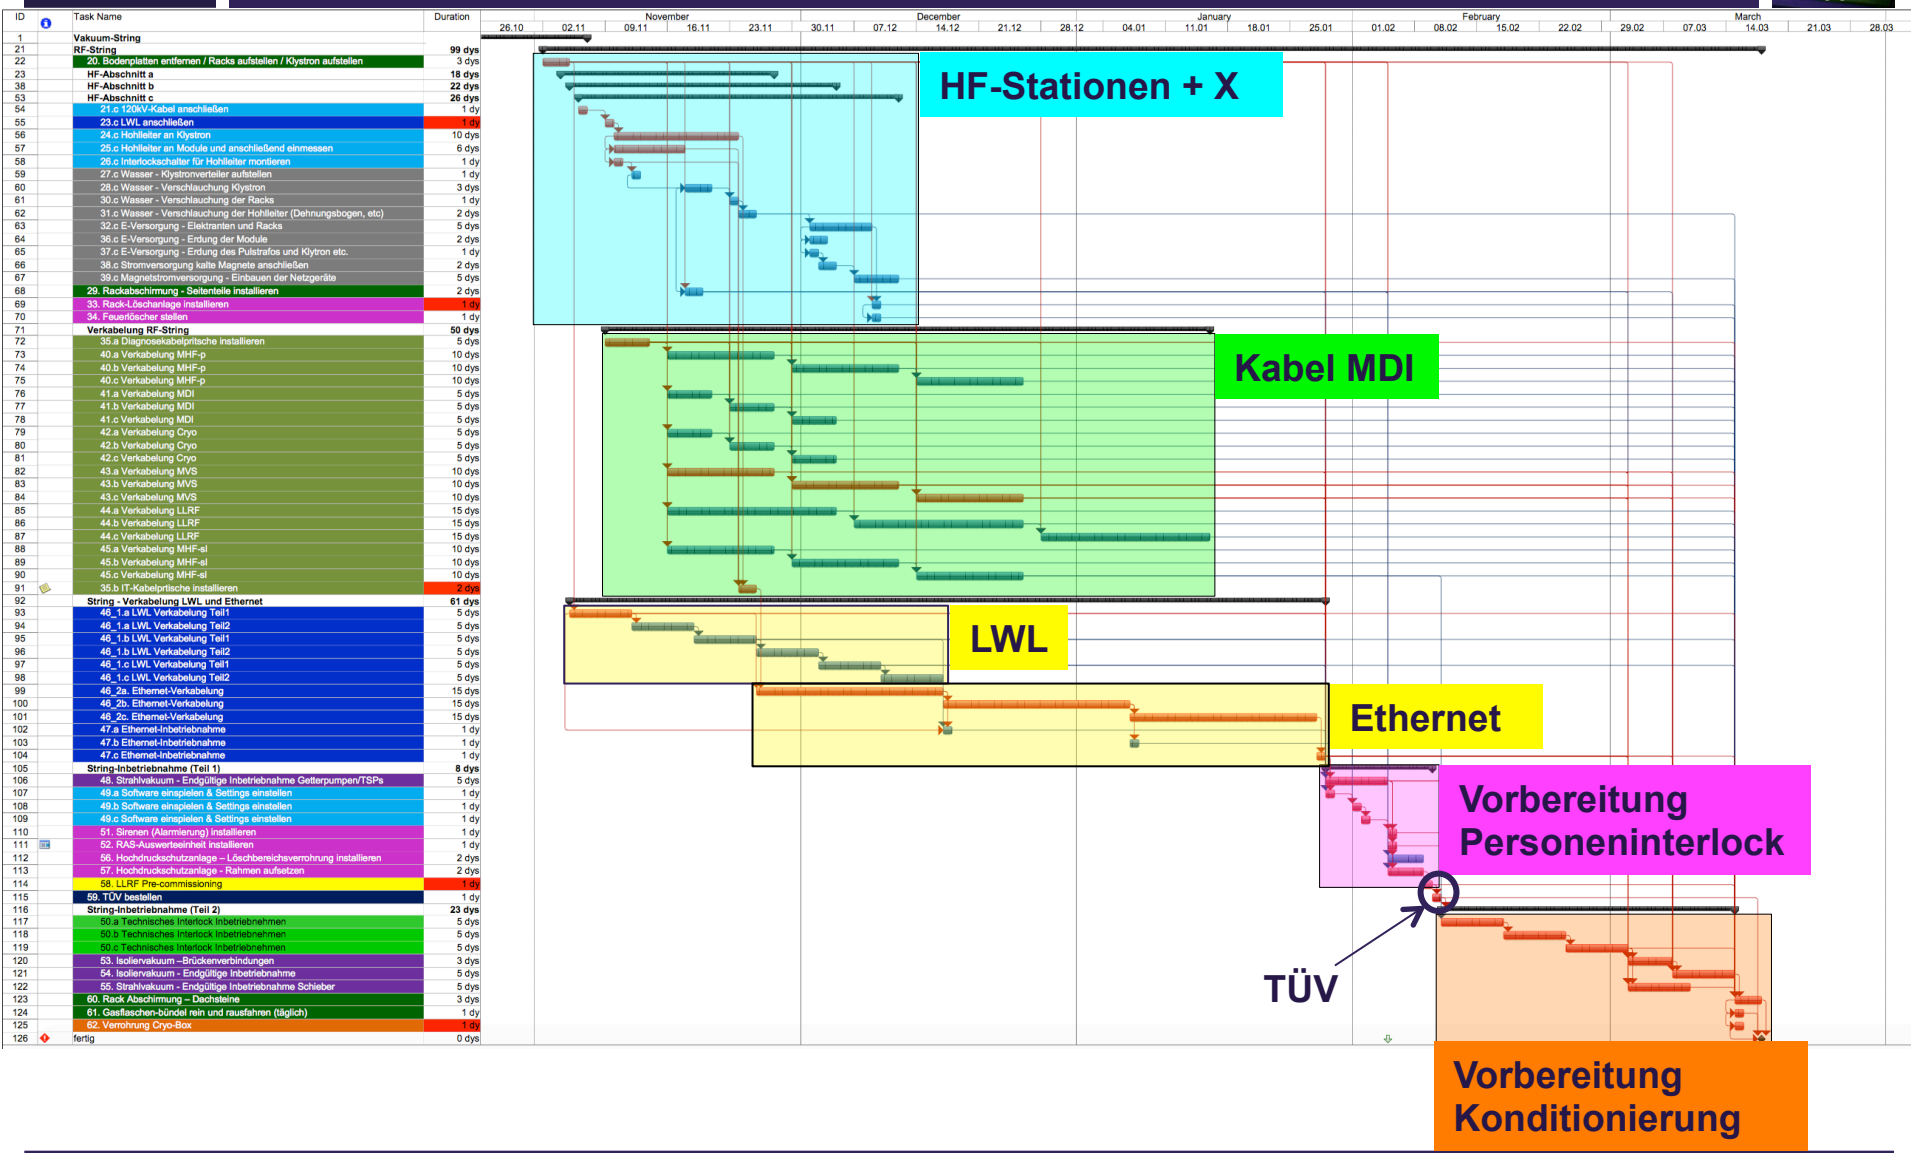 ID Task Name Duration November December January February March
26.10 02.11 09.11 16.11 23.11 30.11 07.12 14.12 21.12 28.12 04.01 11.01 18.01 25.01 01.02 08.02 15.02 22.02 29.02 07.03 14.03 21.03 28.03
1 Vakuum-String
21 RF-String 99 dys
22 20. Bodenplatten entfernen / Racks aufstellen / Klystron aufstellen 3 dys
23 HF-Abschnitt a 18 dys
38 HF-Abschnitt b 22 dys
53 HF-Abschnitt c 26 dys
54 21.c 120kV-Kabel anschließen 1 dy
55 23.c LWL anschließen 1 dy
56 24.c Hohlleiter an Klystron 10 dys
57 25.c Hohlleiter an Module und anschließend einmessen 6 dys
58 26.c Interlockschalter für Hohlleiter montieren 1 dy
59 27.c Wasser - Klystronverteiler aufstellen 1 dy
60 28.c Wasser - Verschlauchung Klystron 3 dys
61 30.c Wasser - Verschlauchung der Racks 1 dy
62 31.c Wasser - Verschlauchung der Hohlleiter (Dehnungsbogen, etc) 2 dys
63 32.c E-Versorgung - Elektranten und Racks 5 dys
64 36.c E-Versorgung - Erdung der Module 2 dys
65 37.c E-Versorgung - Erdung des Pulstrafos und Klytron etc. 1 dy
66 38.c Stromversorgung kalte Magnete anschließen 2 dys
67 39.c Magnetstromversorgung - Einbauen der Netzgeräte 5 dys
68 29. Rackabschirmung - Seitenteile installieren 2 dys
69 33. Rack-Löschanlage installieren 1 dy
70 34. Feuerlöscher stellen 1 dy
71 Verkabelung RF-String 50 dys
72 35.a Diagnosekabelpritsche installieren 5 dys
73 40.a Verkabelung MHF-p 10 dys
74 40.b Verkabelung MHF-p 10 dys
75 40.c Verkabelung MHF-p 10 dys
76 41.a Verkabelung MDI 5 dys
77 41.b Verkabelung MDI 5 dys
78 41.c Verkabelung MDI 5 dys
79 42.a Verkabelung Cryo 5 dys
80 42.b Verkabelung Cryo 5 dys
81 42.c Verkabelung Cryo 5 dys
82 43.a Verkabelung MVS 10 dys
83 43.b Verkabelung MVS 10 dys
84 43.c Verkabelung MVS 10 dys
85 44.a Verkabelung LLRF 15 dys
86 44.b Verkabelung LLRF 15 dys
87 44.c Verkabelung LLRF 15 dys
88 45.a Verkabelung MHF-sl 10 dys
89 45.b Verkabelung MHF-sl 10 dys
90 45.c Verkabelung MHF-sl 10 dys
91 35.b IT-Kabelprtische installieren 2 dys
92 String - Verkabelung LWL und Ethernet 61 dys
93 46_1.a LWL Verkabelung Teil1 5 dys
94 46_1.a LWL Verkabelung Teil2 5 dys
95 46_1.b LWL Verkabelung Teil1 5 dys
96 46_1.b LWL Verkabelung Teil2 5 dys
97 46_1.c LWL Verkabelung Teil1 5 dys
98 46_1.c LWL Verkabelung Teil2 5 dys
99 46_2a. Ethernet-Verkabelung 15 dys
100 46_2b. Ethernet-Verkabelung 15 dys
101 46_2c. Ethernet-Verkabelung 15 dys
102 47.a Ethernet-Inbetriebnahme 1 dy
103 47.b Ethernet-Inbetriebnahme 1 dy
104 47.c Ethernet-Inbetriebnahme 1 dy
105 String-Inbetriebnahme (Teil 1) 8 dys
106 48. Strahlvakuum - Endgültige Inbetriebnahme Getterpumpen/TSPs 5 dys
107 49.a Software einspielen & Settings einstellen 1 dy
108 49.b Software einspielen & Settings einstellen 1 dy
109 49.c Software einspielen & Settings einstellen 1 dy
110 51. Sirenen (Alarmierung) installieren 1 dy
111 52. RAS-Auswerteeinheit installieren 1 dy
112 56. Hochdruckschutzanlage – Löschbereichsverrohrung installieren 2 dys
113 57. Hochdruckschutzanlage - Rahmen aufsetzen 2 dys
114 58. LLRF Pre-commissioning 1 dy
115 59. TÜV bestellen 1 dy
116 String-Inbetriebnahme (Teil 2) 23 dys
117 50.a Technisches Interlock Inbetriebnehmen 5 dys
118 50.b Technisches Interlock Inbetriebnehmen 5 dys
119 50.c Technisches Interlock Inbetriebnehmen 5 dys
120 53. Isoliervakuum –Brückenverbindungen 3 dys
121 54. Isoliervakuum - Endgültige Inbetriebnahme 5 dys
122 55. Strahlvakuum - Endgültige Inbetriebnahme Schieber 5 dys
123 60. Rack Abschirmung – Dachsteine 3 dys
124 61. Gasflaschen-bündel rein und rausfahren (täglich) 1 dy
125 62. Verrohrung Cryo-Box 1 dy
126 fertig 0 dys
HF-Stationen + X
Kabel MDI
LWL
Ethernet
Vorbereitung
Personeninterlock
TÜV
Vorbereitung
Konditionierung